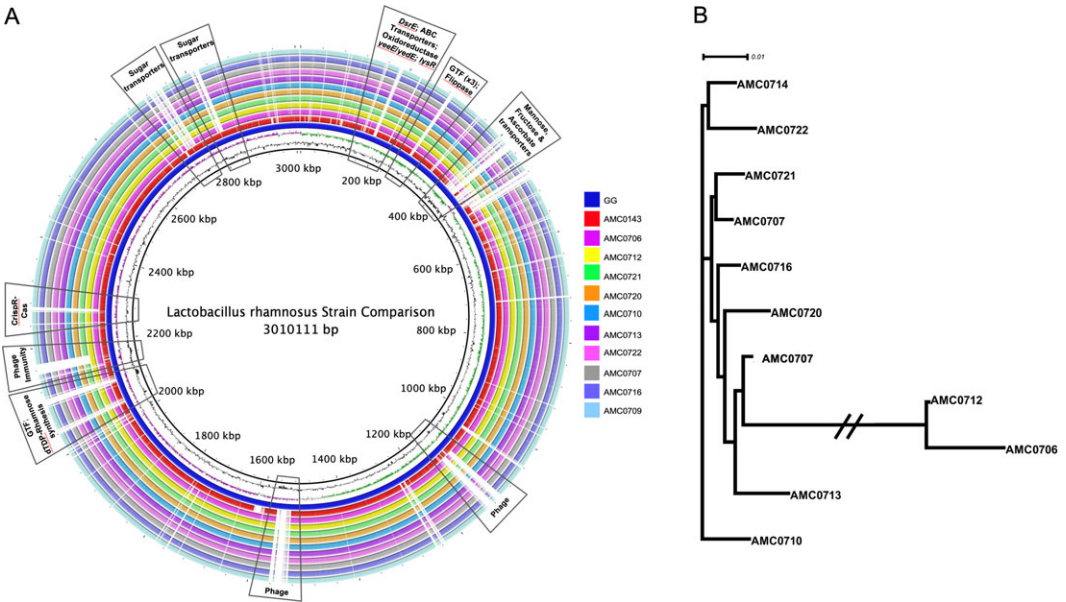 A
Sugar
transporters
Sugar
transporters
DsrE; ABC
Transporters;
Oxidoreductase
yeeE/yedE; lysR
GTF (x3);
Flippase
Mannose,
Fructose &
Ascorbate
transporters
3000 kbp
200 kbp
400 kbp
600 kbp
800 kbp
1000 kbp
1200 kbp
1400 kbp
1600 kbp
1800 kbp
2000 kbp
2200 kbp
2400 kbp
2600 kbp
2800 kbp
Lactobacillus rhamnosus Strain Comparison
3010111 bp
CrispR-
Cas
Phage
Immunity
GTF;
dTDP-Rhamnose
synthesis
Phage
Phage
GG
AMC0143
AMC0706
AMC0712
AMC0721
AMC0720
AMC0710
AMC0713
AMC0722
AMC0707
AMC0716
AMC0709
B
0.01
AMC0714
AMC0722
AMC0721
AMC0707
AMC0716
AMC0720
AMC0707
AMC0712
AMC0706
AMC0713
AMC0710